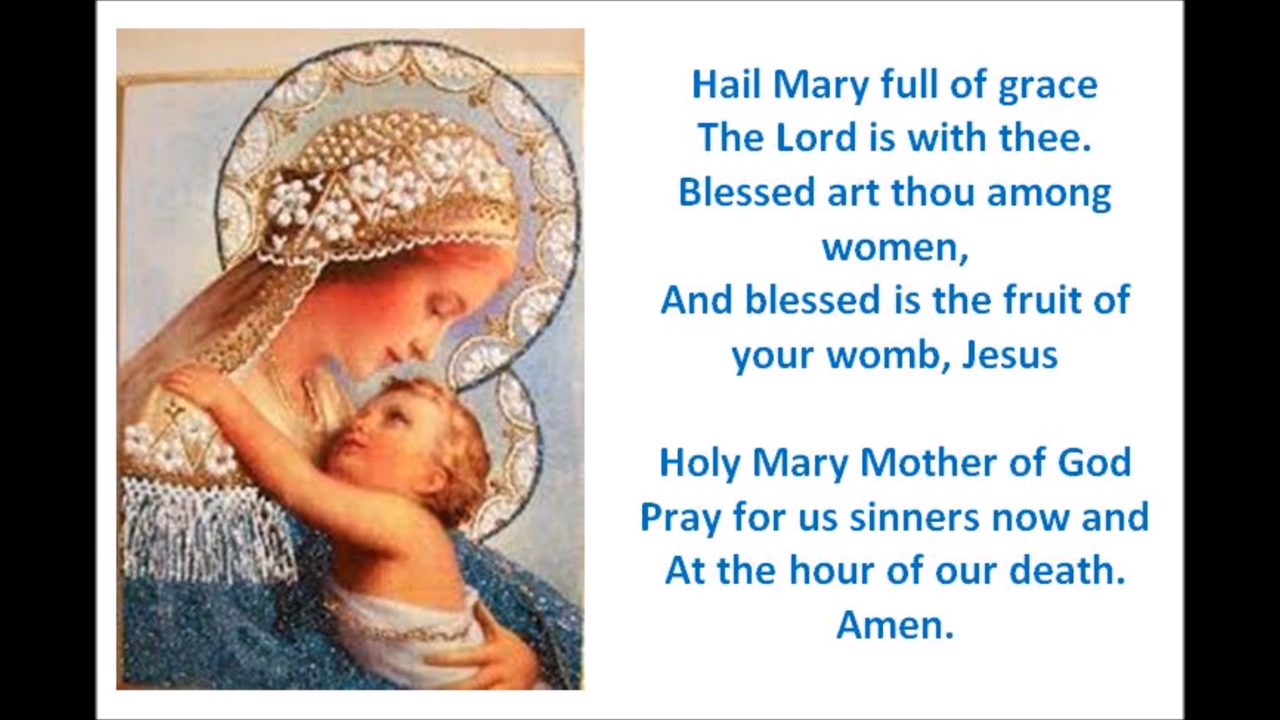 Hail Mary full of grace
The Lord is with thee.
Blessed art thou among
women,
And blessed is the fruit of
your womb, Jesus
Holy Mary Mother of God
Pray for us sinners now and
At the hour of our death.
Amen.